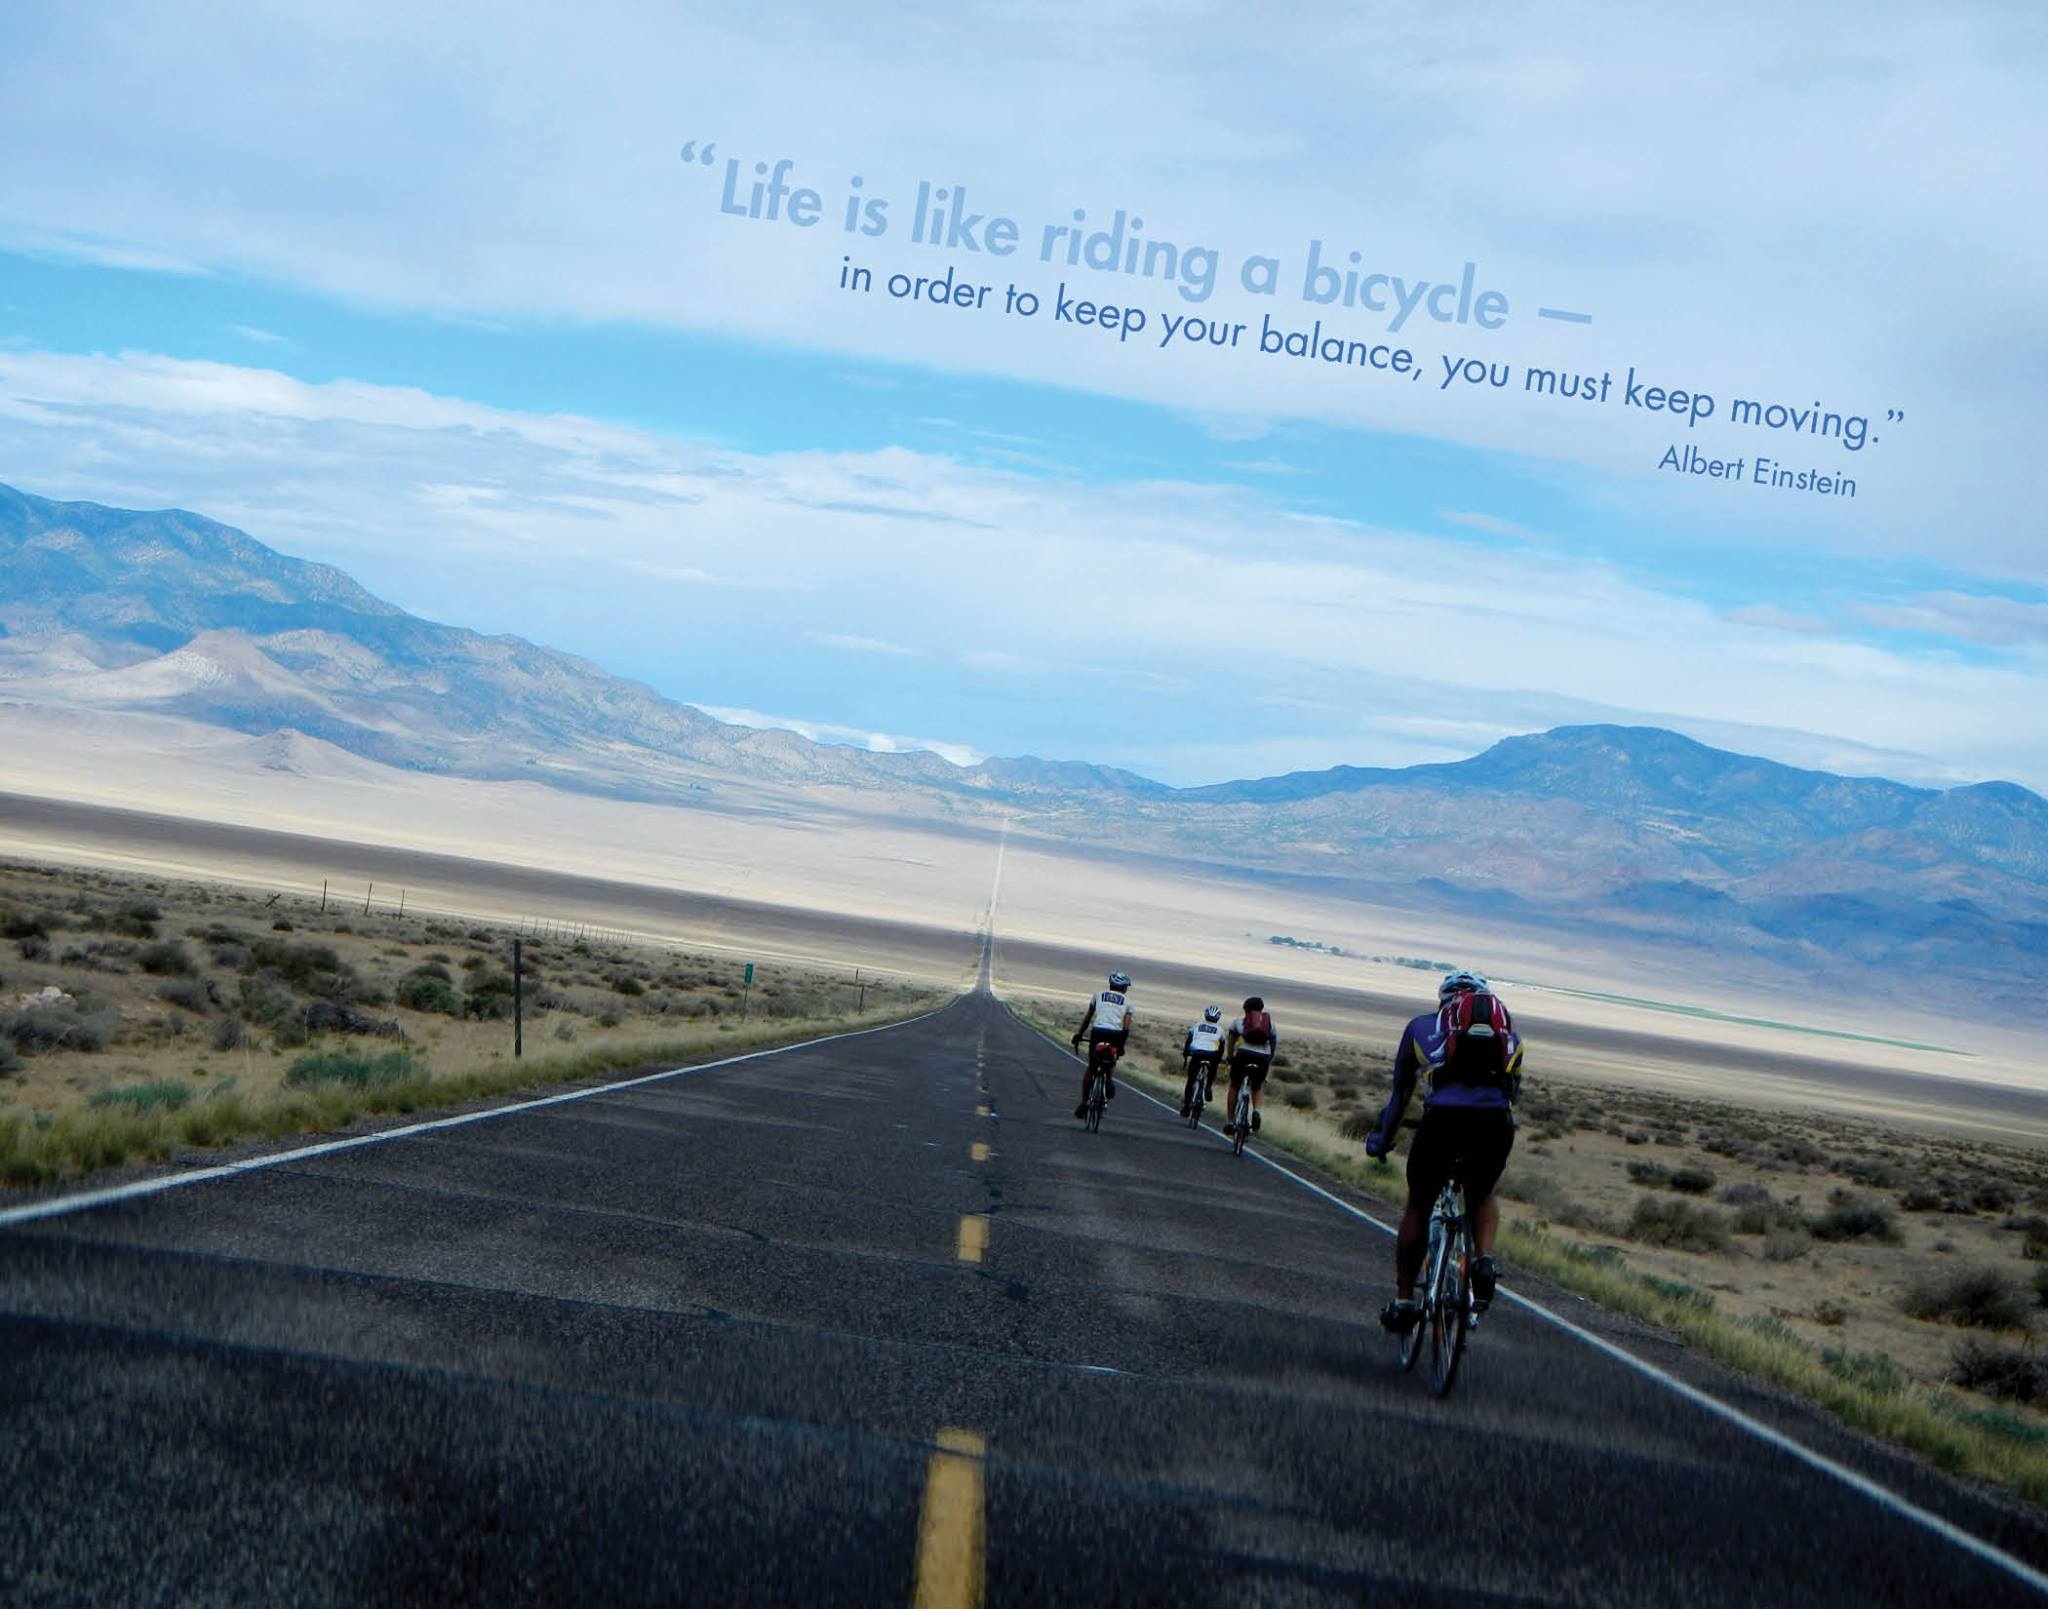 “Life is like riding a bicycle —
in order to keep your balance, you must keep moving.”
Albert Einstein